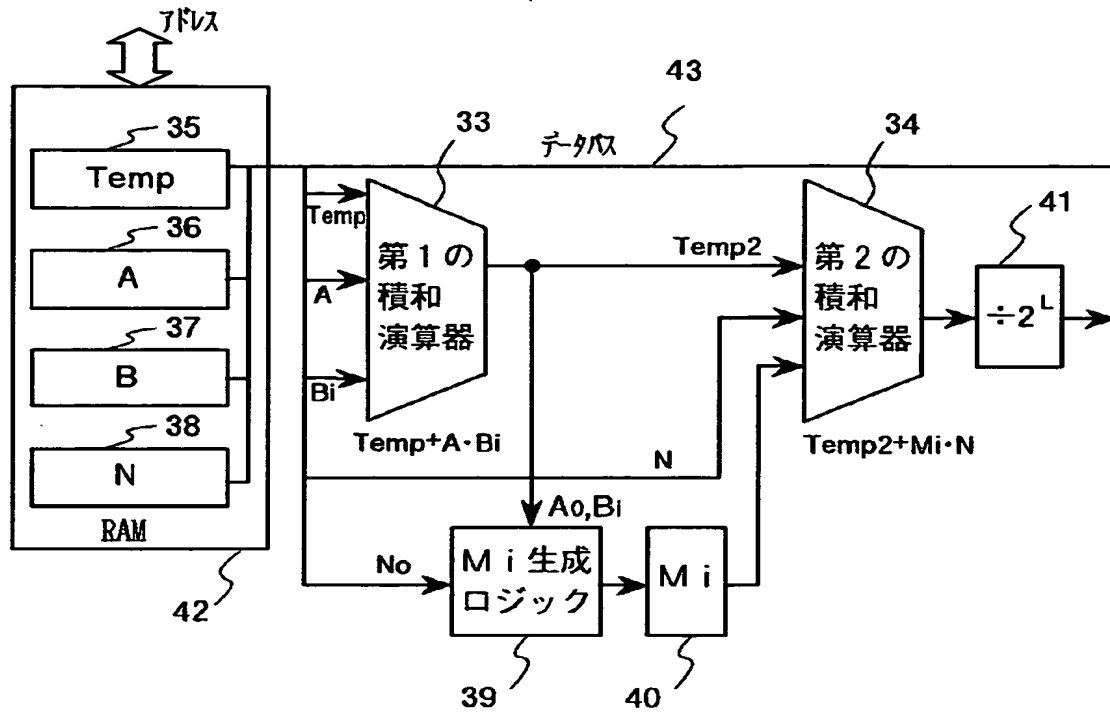 アドレス
43
35
33
データバス
34
Temp
41
36
Temp
第1の
積和
演算器
Temp2
第2の
積和
演算器
÷2^L
A
A
37
B
Bi
38
Temp+A·Bi
Temp2+Mi·N
N
N
RAM
A0,Bi
No
Mi生成
ロジック
Mi
42
39
40